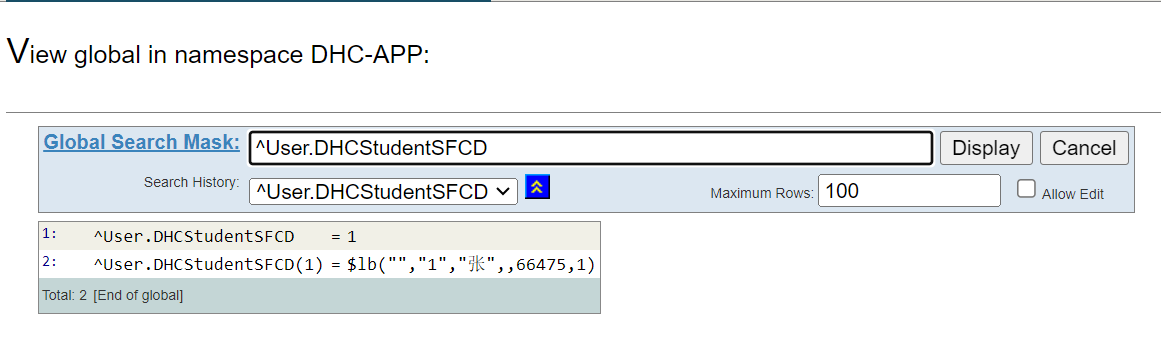 View global in namespace DHC-APP:
Global Search Mask: ^User.DHCStudentSFCD Display Cancel
Search History: ^User.DHCStudentSFCD Maximum Rows: 100 Allow Edit
1: ^User.DHCStudentSFCD = 1
2: ^User.DHCStudentSFCD(1) = $lb("","1","张",,66475,1)
Total: 2 [End of global]